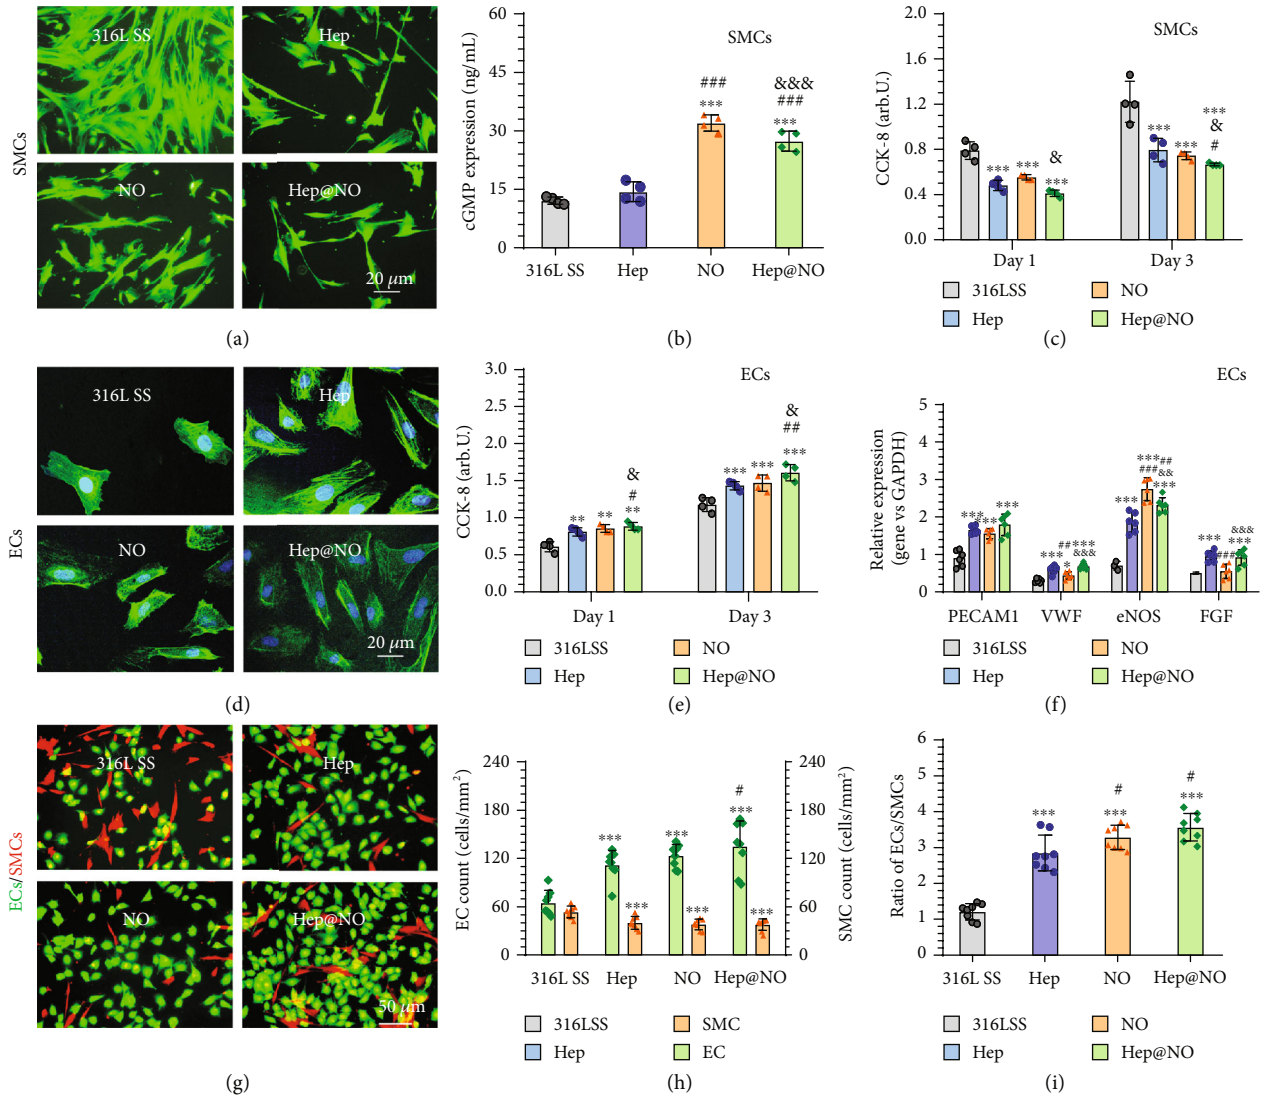 316L SS
Hep
NO
Hep@NO
20 μm
SMCs
(a)
cGMP expression (ng/mL)
60
45
30
15
0
SMCs
###
***
&&&
###
***
316L SS Hep NO Hep@NO
(b)
CCK-8 (arb.U.)
2.0
1.6
1.2
0.8
0.4
0.0
SMCs
***
***
&
***
***
***
***
&
#
Day 1 Day 3
316LSS NO
Hep Hep@NO
(c)
316L SS
Hep
NO
Hep@NO
20 μm
ECs
(d)
CCK-8 (arb.U.)
3.0
2.5
2.0
1.5
1.0
0.5
0.0
ECs
**
**
&
#
**
***
***
&
##
***
Day 1 Day 3
316LSS NO
Hep Hep@NO
(e)
Relative expression
(gene vs GAPDH)
5
4
3
2
1
0
ECs
***
***
***
***
##
*
***
&&&
***
***
###
##
&&
***
***
###
&&&
***
PECAM1 VWF eNOS FGF
316LSS NO
Hep Hep@NO
(f)
316L SS
Hep
NO
Hep@NO
50 μm
ECs/SMCs
(g)
EC count (cells/mm²)
240
180
120
60
0
***
***
#
***
***
***
***
240
180
120
60
0
SMC count (cells/mm²)
316L SS Hep NO Hep@NO
316LSS SMC
Hep EC
(h)
Ratio of ECs/SMCs
6
5
4
3
2
1
0
***
#
***
#
***
316L SS Hep NO Hep@NO
316LSS NO
Hep Hep@NO
(i)